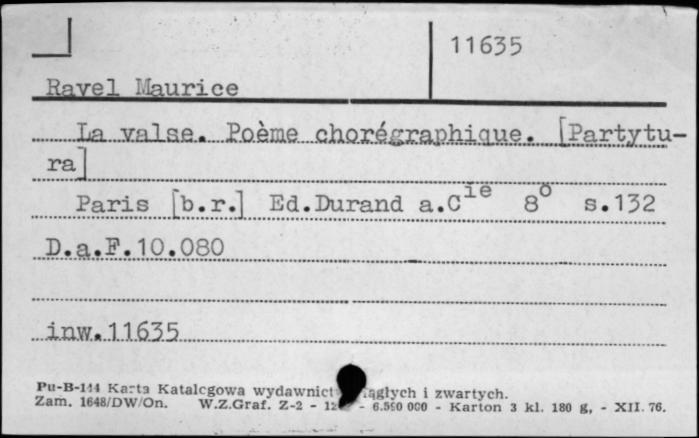 11635
Ravel Maurice
La valse. Poème chorégraphique. [Partytu-
ra]
Paris [b.r.] Ed.Durand a.Cie 8o s.132
D.a.F.10.080
inw.11635
Pu-B-144 Karta Katalogowa wydawnict ciągłych i zwartych.
Zam. 1648/DW/On. W.Z.Graf. Z-2 - 12 - 6.500 000 - Karton 3 kl. 180 g, - XII. 76.